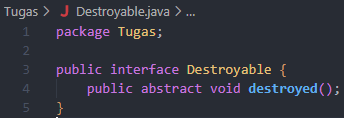 Tugas > J Destroyable.java > ...
1 package Tugas;
2
3 public interface Destroyable {
4 public abstract void destroyed();
5 }